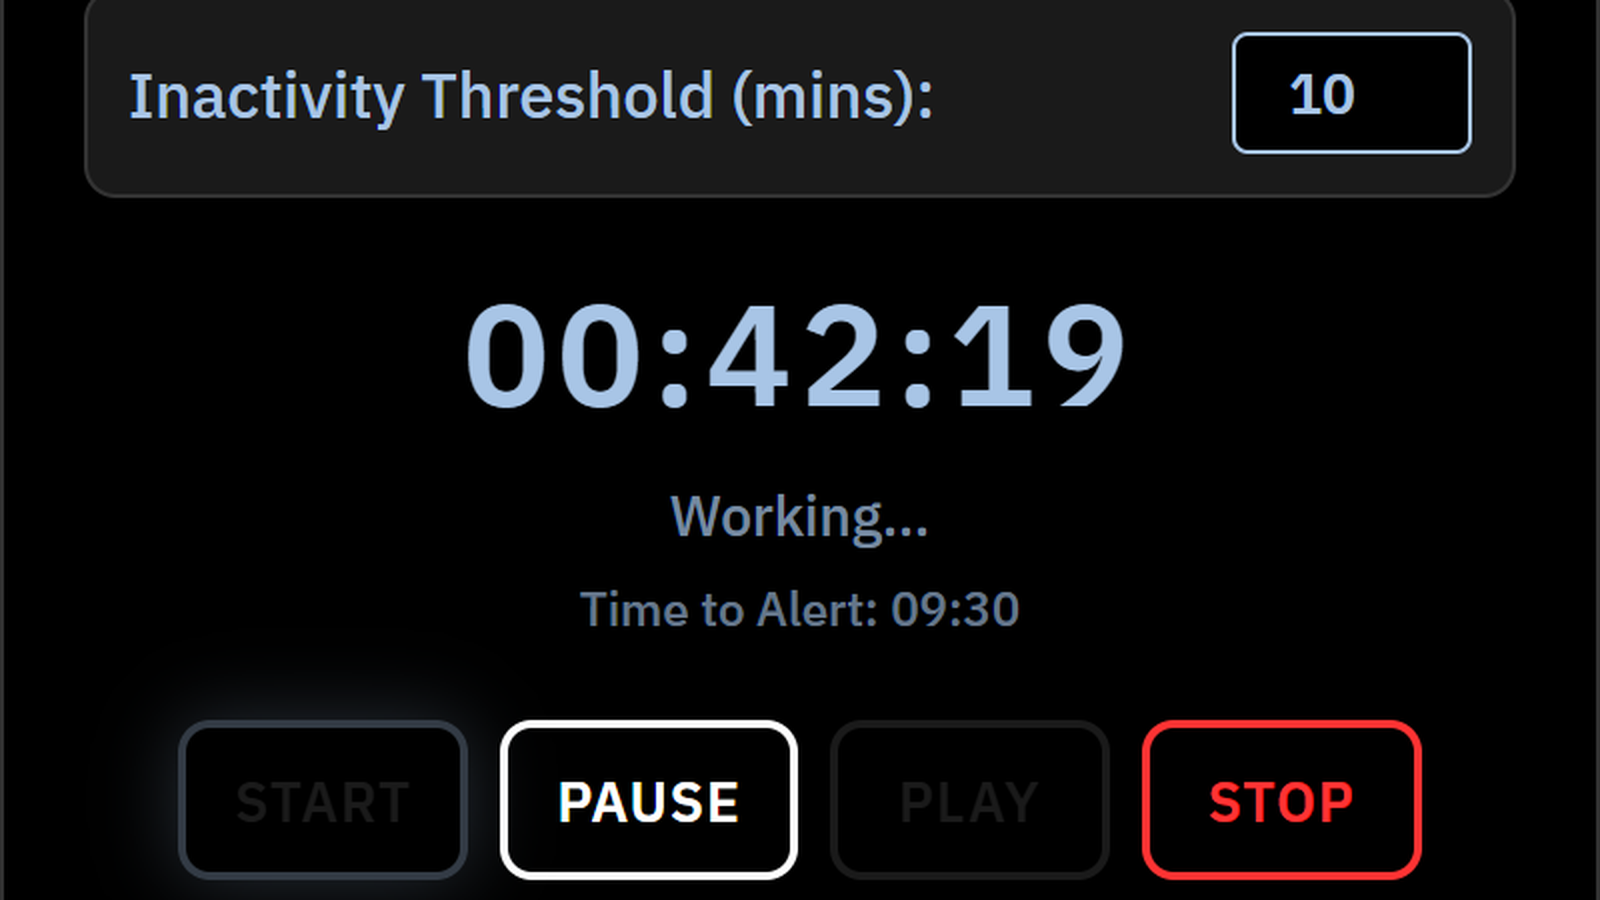 Inactivity Threshold (mins): 10
00:42:19
Working...
Time to Alert: 09:30
START PAUSE PLAY STOP